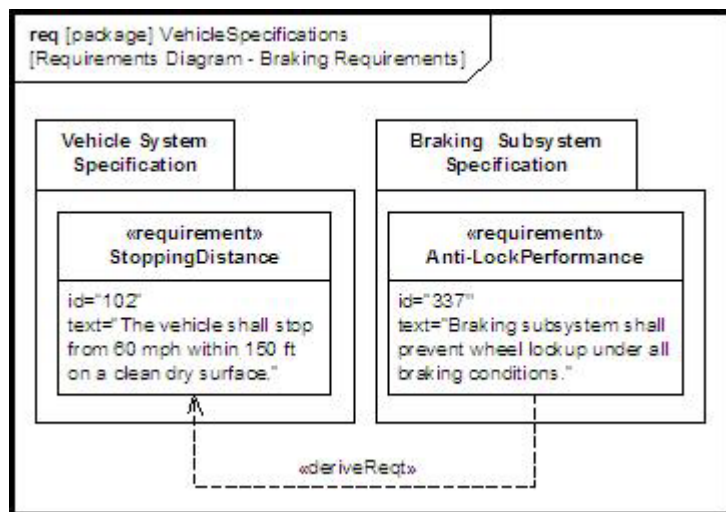 req [package] VehicleSpecifications
[Requirements Diagram - Braking Requirements]
Vehicle System
Specification
Braking Subsystem
Specification
«requirement»
StoppingDistance
id="102"
text="The vehicle shall stop
from 60 mph within 150 ft
on a clean dry surface."
«requirement»
Anti-LockPerformance
id="337"
text="Braking subsystem shall
prevent wheel lockup under all
braking conditions."
«deriveReqt»